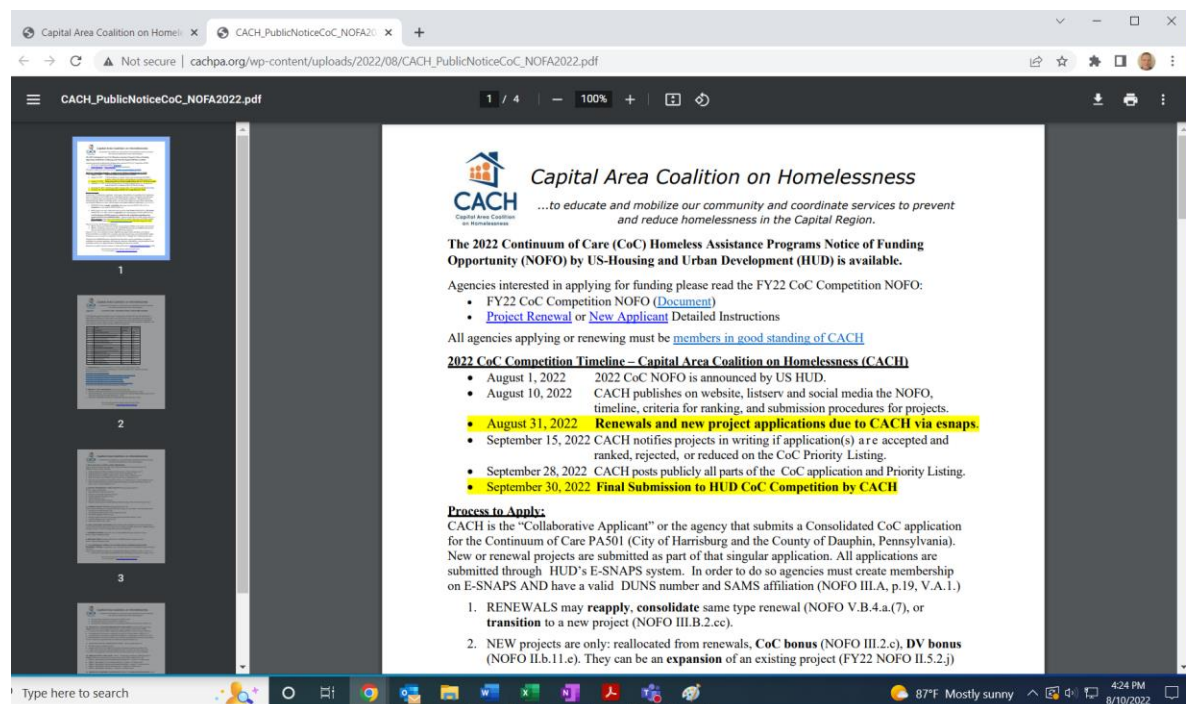 Capital Area Coalition on Homele
CACH_PublicNoticeCoC_NOFA20
Not secure | cachpa.org/wp-content/uploads/2022/08/CACH_PublicNoticeCoC_NOFA2022.pdf
CACH_PublicNoticeCoC_NOFA2022.pdf
1 / 4
100%
1
2
3
CACH
Capital Area Coalition
on Homelessness
Capital Area Coalition on Homelessness
...to educate and mobilize our community and coordinate services to prevent
and reduce homelessness in the Capital Region.
The 2022 Continuum of Care (CoC) Homeless Assistance Programs Notice of Funding
Opportunity (NOFO) by US-Housing and Urban Development (HUD) is available.
Agencies interested in applying for funding please read the FY22 CoC Competition NOFO:
• FY22 CoC Competition NOFO (Document)
• Project Renewal or New Applicant Detailed Instructions
All agencies applying or renewing must be members in good standing of CACH
2022 CoC Competition Timeline – Capital Area Coalition on Homelessness (CACH)
• August 1, 2022 2022 CoC NOFO is announced by US HUD.
• August 10, 2022 CACH publishes on website, listserv and social media the NOFO,
timeline, criteria for ranking, and submission procedures for projects.
• August 31, 2022 Renewals and new project applications due to CACH via esnaps.
• September 15, 2022 CACH notifies projects in writing if application(s) are accepted and
ranked, rejected, or reduced on the CoC Priority Listing.
• September 28, 2022 CACH posts publicly all parts of the CoC application and Priority Listing.
• September 30, 2022 Final Submission to HUD CoC Competition by CACH
Process to Apply:
CACH is the “Collaborative Applicant” or the agency that submits a Consolidated CoC application
for the Continuum of Care PA501 (City of Harrisburg and the County of Dauphin, Pennsylvania).
New or renewal projects are submitted as part of that singular application. All applications are
submitted through HUD’s E-SNAPS system. In order to do so agencies must create membership
on E-SNAPS AND have a valid DUNS number and SAMS affiliation (NOFO III.A, p.19, V.A.1.)
1. RENEWALS may reapply, consolidate same type renewal (NOFO V.B.4.a.(7), or
transition to a new project (NOFO III.B.2.cc).
2. NEW projects are only: reallocated from renewals, CoC bonus (NOFO III.2.c), DV bonus
(NOFO II.b.11.e). They can be an expansion of an existing project (FY22 NOFO II.5.2.j)
Type here to search
87°F Mostly sunny
4:24 PM
8/10/2022